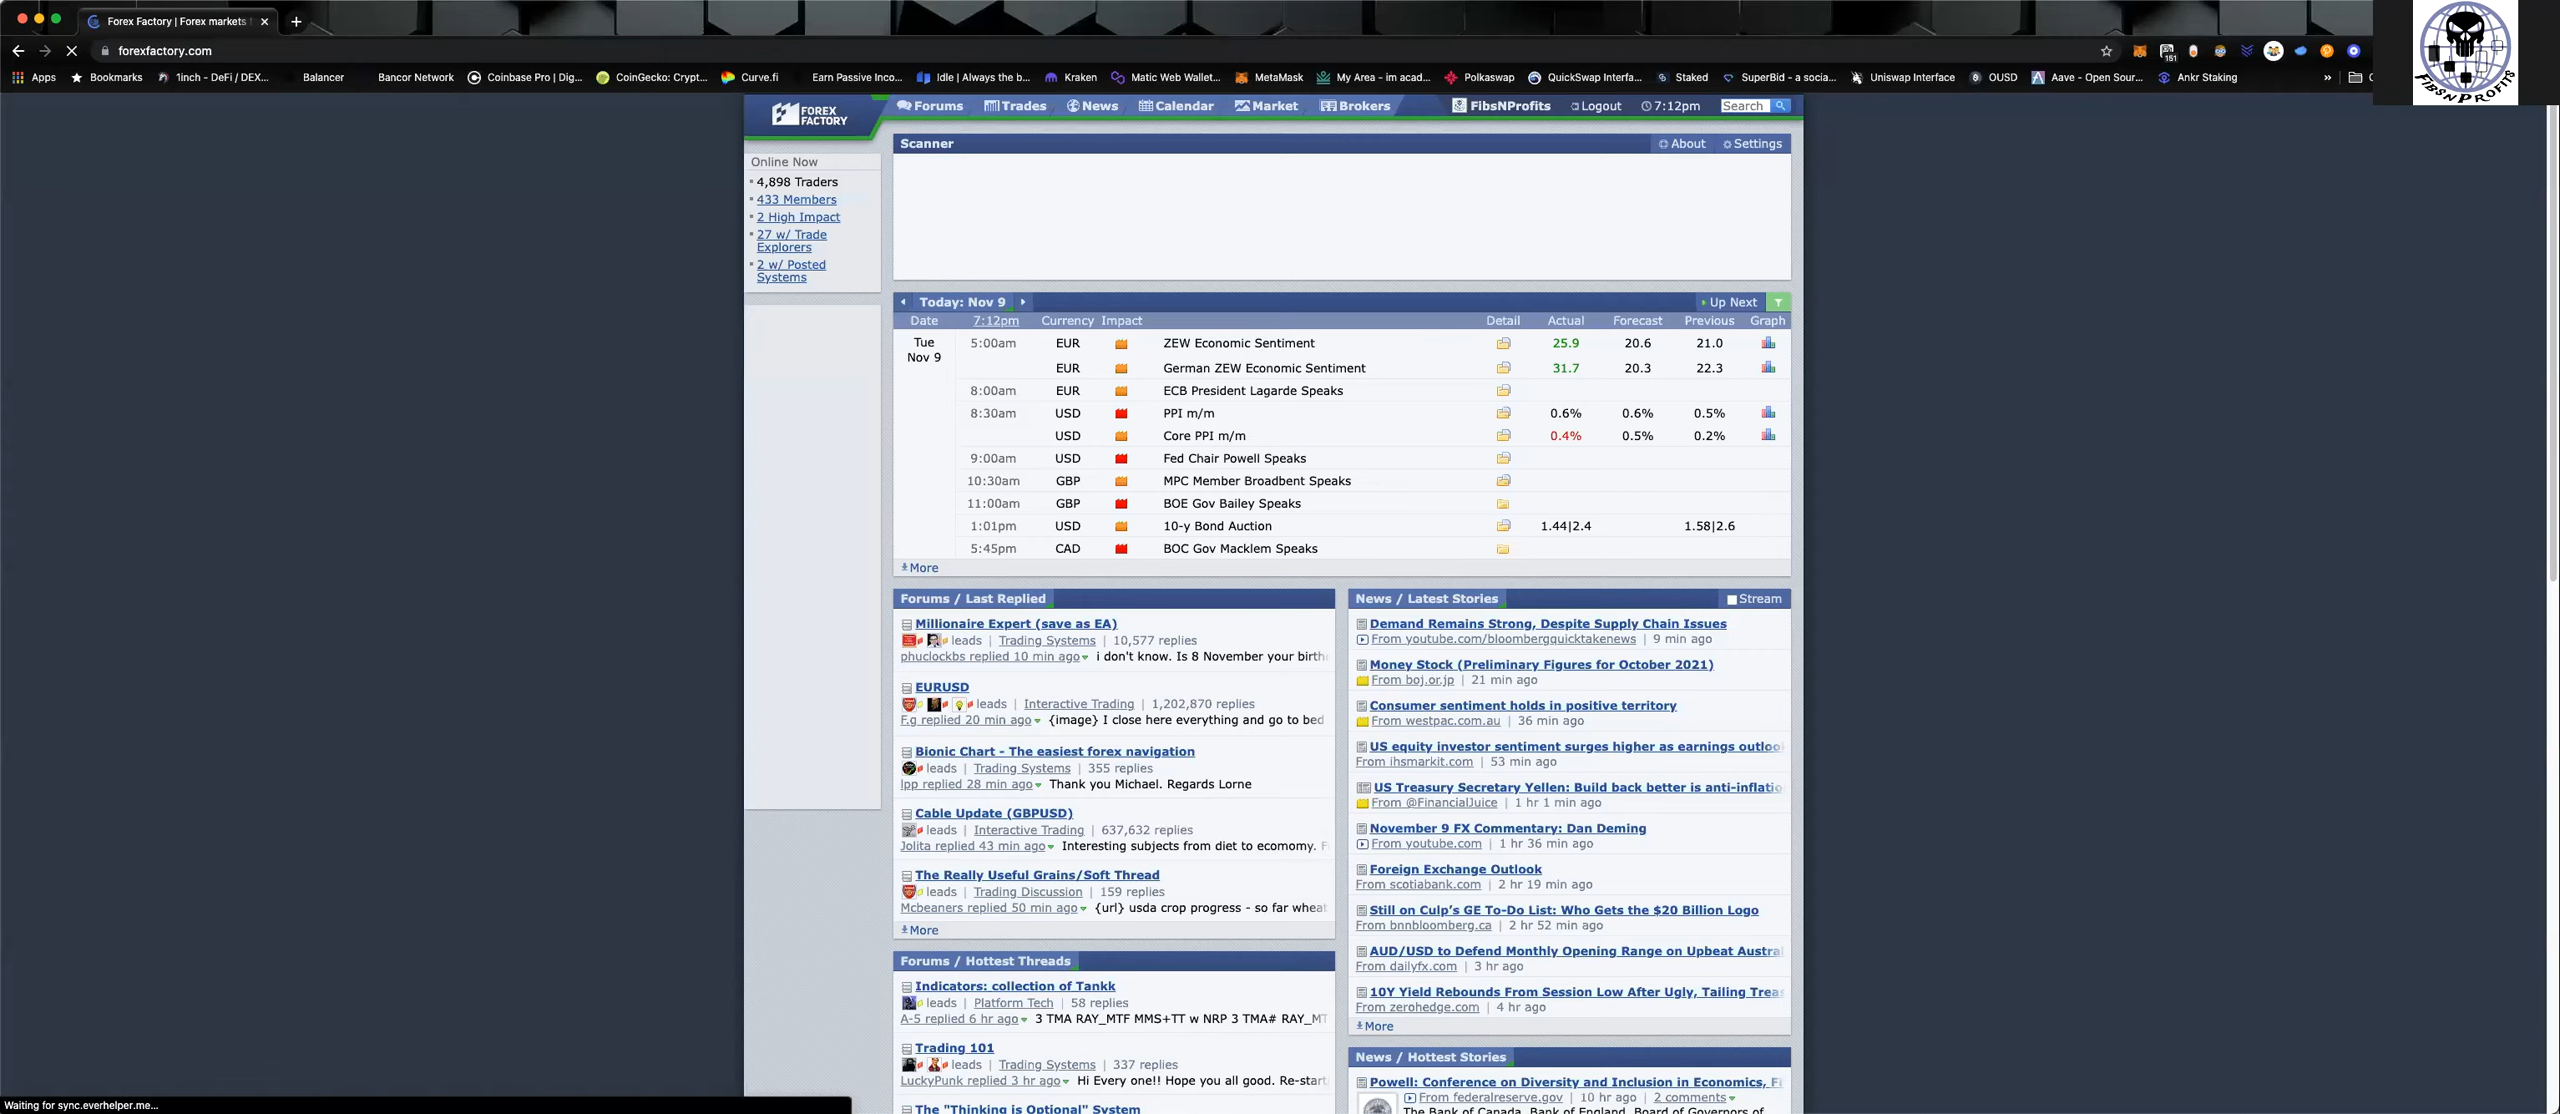 Forex Factory | Forex markets
forexfactory.com
151
Apps Bookmarks 1inch - DeFi / DEX... Balancer Bancor Network Coinbase Pro | Dig... CoinGecko: Crypt... Curve.fi Earn Passive Inco... Idle | Always the b... Kraken Matic Web Wallet... MetaMask My Area - im acad... Polkaswap QuickSwap Interfa... Staked SuperBid - a socia... Uniswap Interface OUSD Aave - Open Sour... Ankr Staking »
FIBSNPROFITS
FOREX FACTORY
Forums Trades News Calendar Market Brokers FibsNProfits Logout 7:12pm Search
Scanner About Settings
Online Now
4,898 Traders
433 Members
2 High Impact
27 w/ Trade
Explorers
2 w/ Posted
Systems
Today: Nov 9 Up Next
Date 7:12pm Currency Impact Detail Actual Forecast Previous Graph
Tue
Nov 9
5:00am EUR ZEW Economic Sentiment 25.9 20.6 21.0
EUR German ZEW Economic Sentiment 31.7 20.3 22.3
8:00am EUR ECB President Lagarde Speaks
8:30am USD PPI m/m 0.6% 0.6% 0.5%
USD Core PPI m/m 0.4% 0.5% 0.2%
9:00am USD Fed Chair Powell Speaks
10:30am GBP MPC Member Broadbent Speaks
11:00am GBP BOE Gov Bailey Speaks
1:01pm USD 10-y Bond Auction 1.44|2.4 1.58|2.6
5:45pm CAD BOC Gov Macklem Speaks
More
Forums / Last Replied
Millionaire Expert (save as EA)
leads | Trading Systems | 10,577 replies
phuclockbs replied 10 min ago i don't know. Is 8 November your birth
EURUSD
leads | Interactive Trading | 1,202,870 replies
F.g replied 20 min ago {image} I close here everything and go to bed
Bionic Chart - The easiest forex navigation
leads | Trading Systems | 355 replies
lpp replied 28 min ago Thank you Michael. Regards Lorne
Cable Update (GBPUSD)
leads | Interactive Trading | 637,632 replies
Jolita replied 43 min ago Interesting subjects from diet to ecomomy.
The Really Useful Grains/Soft Thread
leads | Trading Discussion | 159 replies
Mcbeaners replied 50 min ago {url} usda crop progress - so far whea
More
Forums / Hottest Threads
Indicators: collection of Tankk
leads | Platform Tech | 58 replies
A-5 replied 6 hr ago 3 TMA RAY_MTF MMS+TT w NRP 3 TMA# RAY_MT
Trading 101
leads | Trading Systems | 337 replies
LuckyPunk replied 3 hr ago Hi Every one!! Hope you all good. Re-start
The "Thinking is Optional" System
News / Latest Stories Stream
Demand Remains Strong, Despite Supply Chain Issues
From youtube.com/bloombergquicktakenews | 9 min ago
Money Stock (Preliminary Figures for October 2021)
From boj.or.jp | 21 min ago
Consumer sentiment holds in positive territory
From westpac.com.au | 36 min ago
US equity investor sentiment surges higher as earnings outloo
From ihsmarkit.com | 53 min ago
US Treasury Secretary Yellen: Build back better is anti-inflatio
From @FinancialJuice | 1 hr 1 min ago
November 9 FX Commentary: Dan Deming
From youtube.com | 1 hr 36 min ago
Foreign Exchange Outlook
From scotiabank.com | 2 hr 19 min ago
Still on Culp's GE To-Do List: Who Gets the $20 Billion Logo
From bnnbloomberg.ca | 2 hr 52 min ago
AUD/USD to Defend Monthly Opening Range on Upbeat Austra
From dailyfx.com | 3 hr ago
10Y Yield Rebounds From Session Low After Ugly, Tailing Trea
From zerohedge.com | 4 hr ago
More
News / Hottest Stories
Powell: Conference on Diversity and Inclusion in Economics, Fi
From federalreserve.gov | 10 hr ago | 2 comments
The Bank of Canada, Bank of England, Board of Governors of
Waiting for sync.everhelper.me...